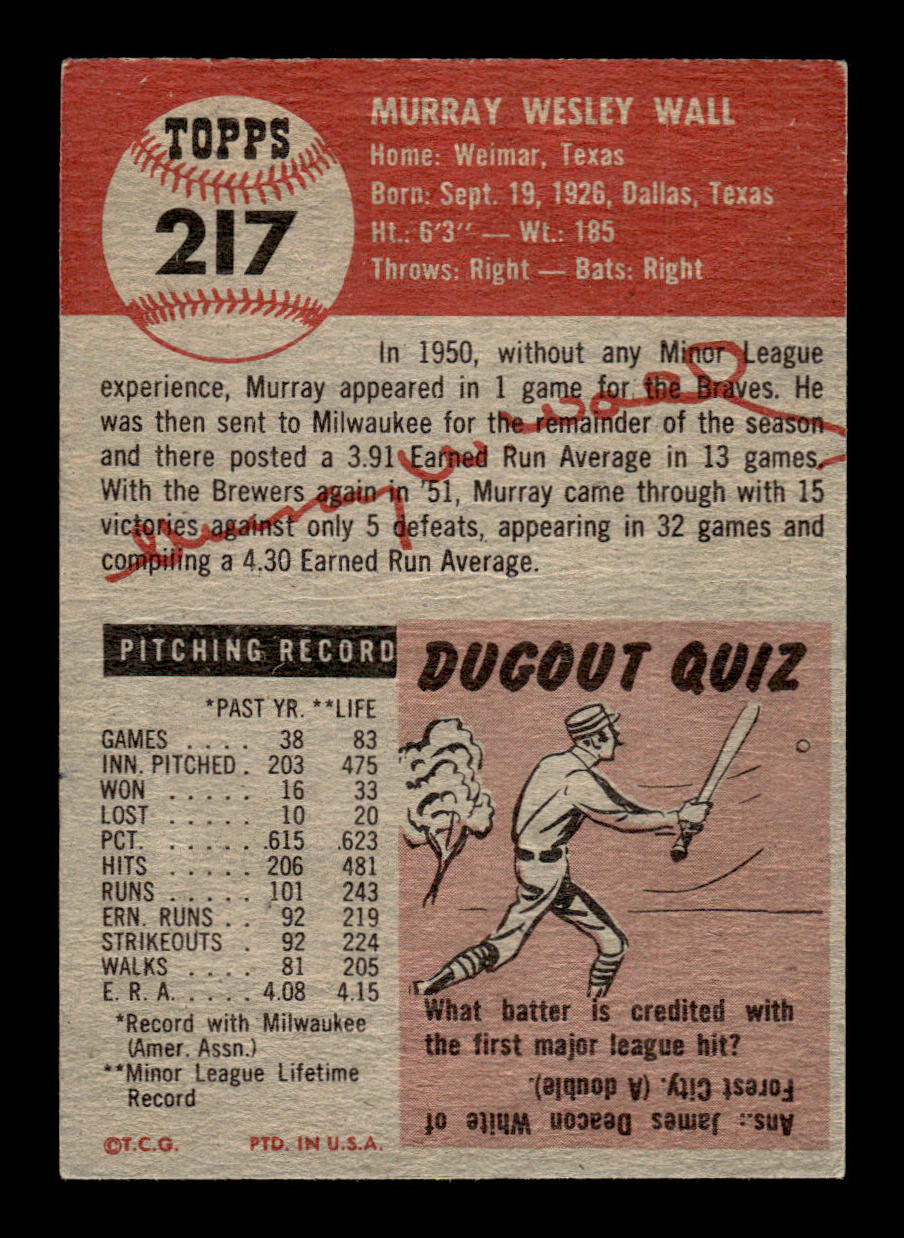 TOPPS
217
MURRAY WESLEY WALL
Home: Weimar, Texas
Born: Sept. 19, 1926, Dallas, Texas
Ht.: 6'3" — Wt.: 185
Throws: Right — Bats: Right
In 1950, without any Minor League
experience, Murray appeared in 1 game for the Braves. He
was then sent to Milwaukee for the remainder of the season
and there posted a 3.91 Earned Run Average in 13 games.
With the Brewers again in '51, Murray came through with 15
victories against only 5 defeats, appearing in 32 games and
compiling a 4.30 Earned Run Average.
Murray W Wall
PITCHING RECORD
*PAST YR. **LIFE
GAMES . . . . 38 83
INN. PITCHED . 203 475
WON . . . . . 16 33
LOST . . . . . 10 20
PCT. . . . . . .615 .623
HITS . . . . . 206 481
RUNS . . . . . 101 243
ERN. RUNS . . 92 219
STRIKEOUTS . 92 224
WALKS . . . . 81 205
E. R. A. . . . . 4.08 4.15
*Record with Milwaukee
(Amer. Assn.)
**Minor League Lifetime
Record
©T.C.G. PTD. IN U.S.A.
DUGOUT QUIZ
What batter is credited with
the first major league hit?
Ans.: James Deacon White of
Forest City. (A double).